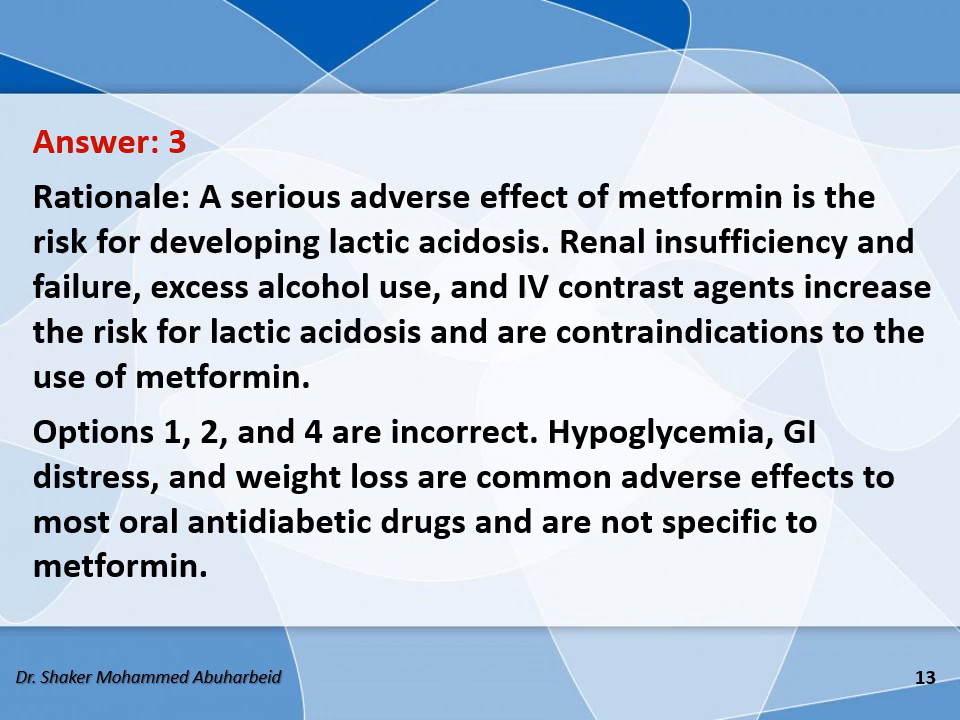 Answer: 3
Rationale: A serious adverse effect of metformin is the
risk for developing lactic acidosis. Renal insufficiency and
failure, excess alcohol use, and IV contrast agents increase
the risk for lactic acidosis and are contraindications to the
use of metformin.
Options 1, 2, and 4 are incorrect. Hypoglycemia, GI
distress, and weight loss are common adverse effects to
most oral antidiabetic drugs and are not specific to
metformin.
Dr. Shaker Mohammed Abuharbeid
13